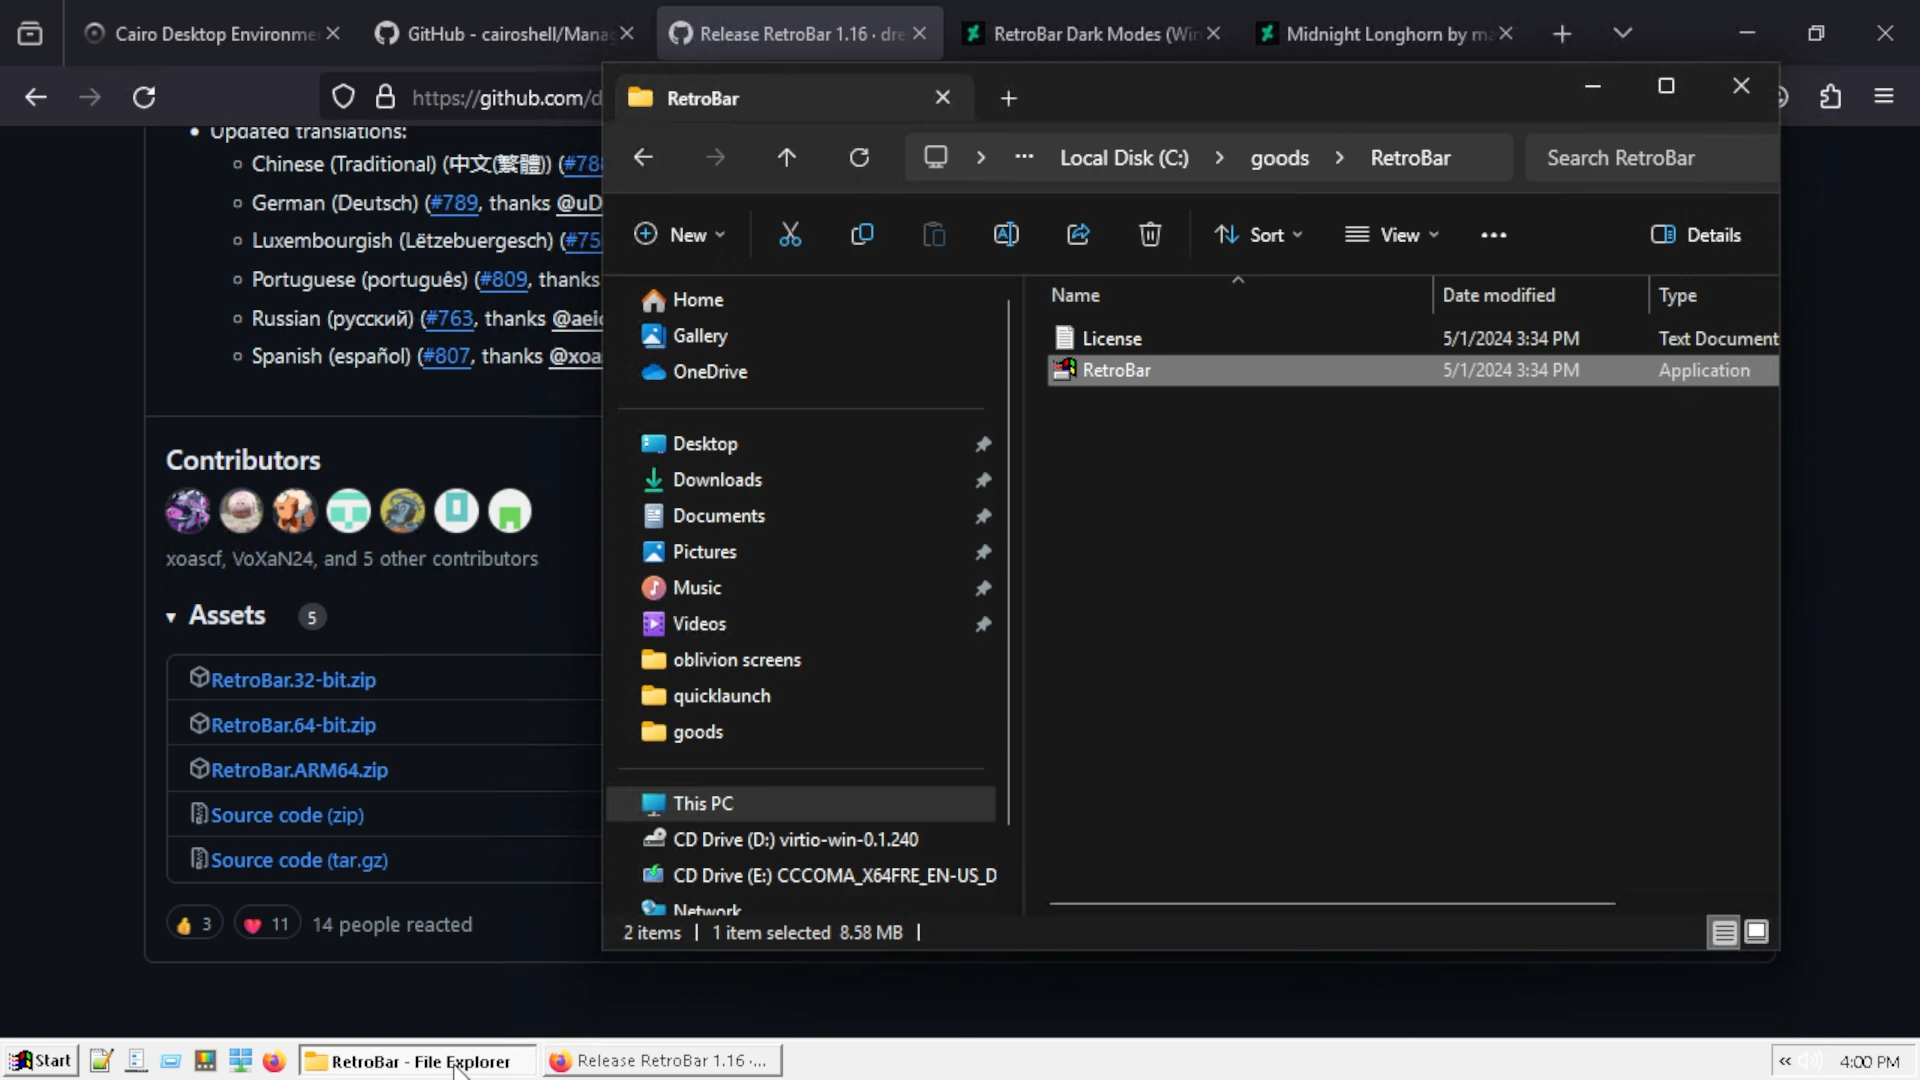 Cairo Desktop Environme
GitHub - cairoshell/Mana
Release RetroBar 1.16 · dre
RetroBar Dark Modes (Win
Midnight Longhorn by ma
https://github.com/d
RetroBar
Local Disk (C:)
goods
RetroBar
Search RetroBar
New
Sort
View
Details
Updated translations:
Chinese (Traditional) (中文(繁體)) (#788
German (Deutsch) (#789, thanks @uD
Luxembourgish (Lëtzebuergesch) (#75
Portuguese (português) (#809, thanks
Russian (русский) (#763, thanks @aeio
Spanish (español) (#807, thanks @xoa
Contributors
xoascf, VoXaN24, and 5 other contributors
Assets 5
RetroBar.32-bit.zip
RetroBar.64-bit.zip
RetroBar.ARM64.zip
Source code (zip)
Source code (tar.gz)
3
11
14 people reacted
Home
Gallery
OneDrive
Desktop
Downloads
Documents
Pictures
Music
Videos
oblivion screens
quicklaunch
goods
This PC
CD Drive (D:) virtio-win-0.1.240
CD Drive (E:) CCCOMA_X64FRE_EN-US_D
Network
Name Date modified Type
License 5/1/2024 3:34 PM Text Document
RetroBar 5/1/2024 3:34 PM Application
2 items 1 item selected 8.58 MB
Start
RetroBar - File Explorer
Release RetroBar 1.16 ·...
4:00 PM